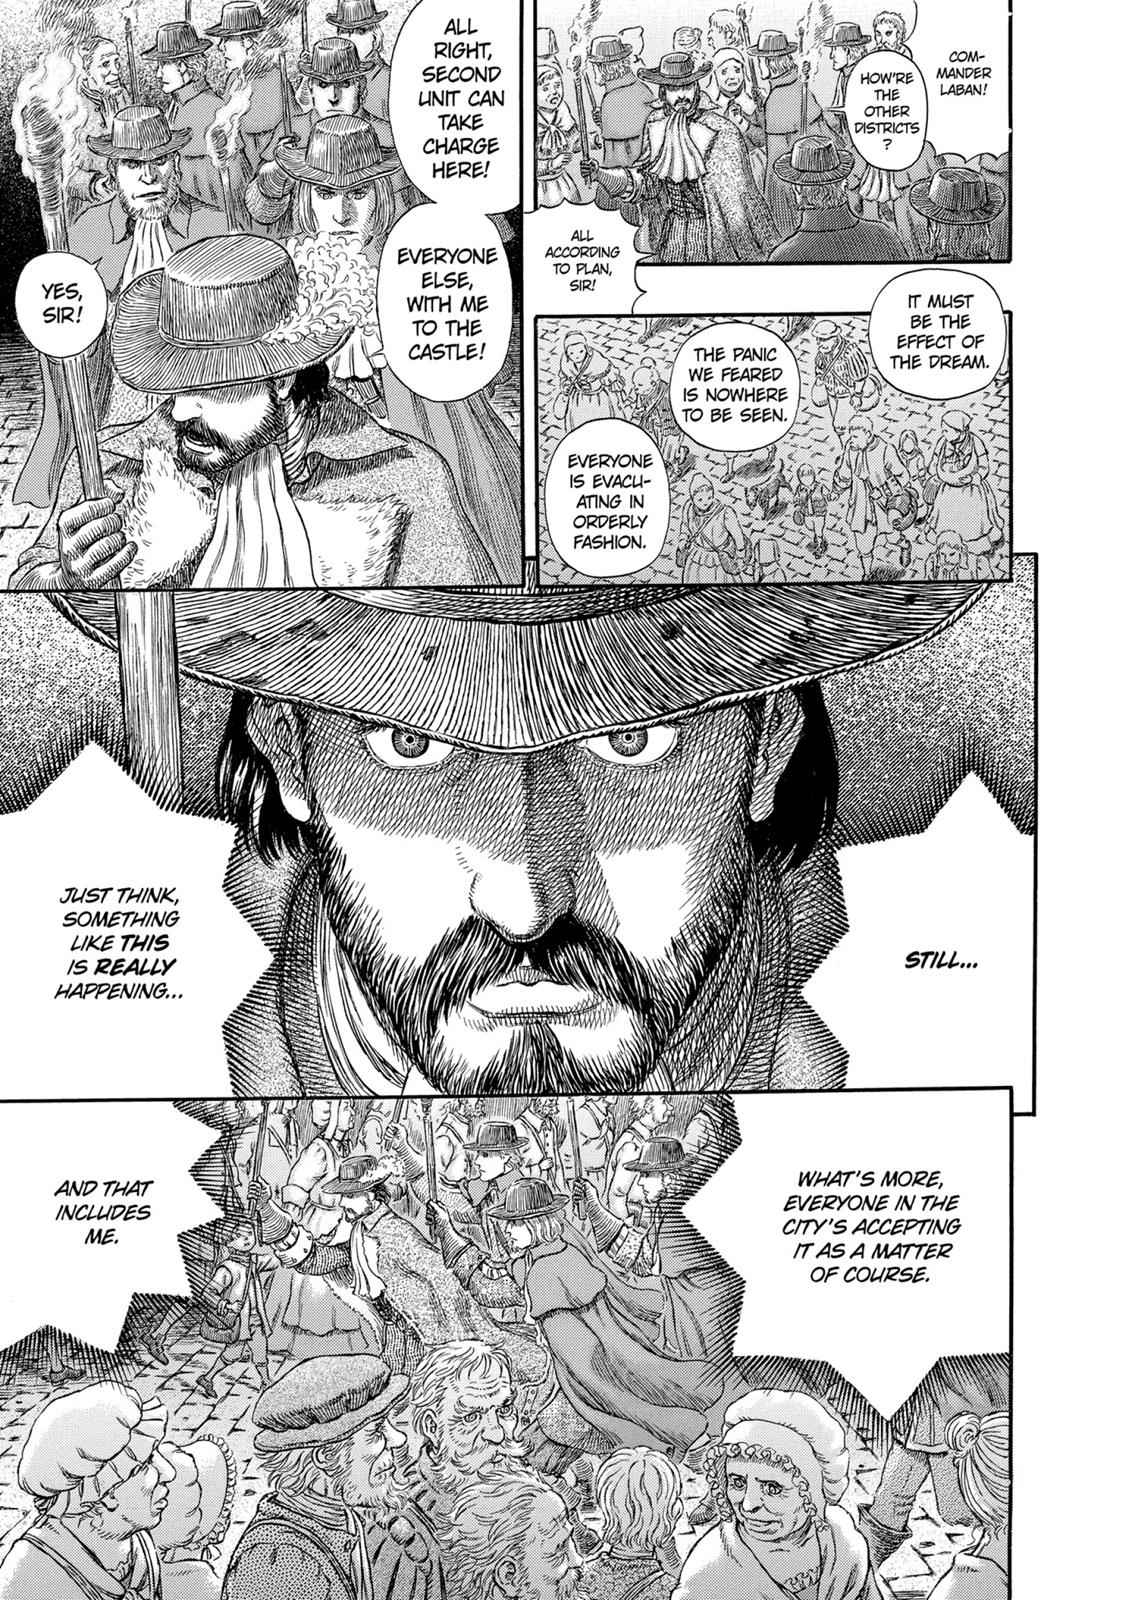 COM-
MANDER
LABAN!
HOW'RE
THE
OTHER
DISTRICTS
?
ALL
ACCORDING
TO PLAN,
SIR!
IT MUST
BE THE
EFFECT OF
THE DREAM.
THE PANIC
WE FEARED
IS NOWHERE
TO BE SEEN.
EVERYONE
IS EVACU-
ATING IN
ORDERLY
FASHION.
ALL
RIGHT,
SECOND
UNIT CAN
TAKE
CHARGE
HERE!
EVERYONE
ELSE,
WITH ME
TO THE
CASTLE!
YES,
SIR!
STILL...
JUST THINK,
SOMETHING
LIKE THIS
IS REALLY
HAPPENING...
WHAT'S MORE,
EVERYONE IN THE
CITY'S ACCEPTING
IT AS A MATTER
OF COURSE.
AND THAT
INCLUDES
ME.